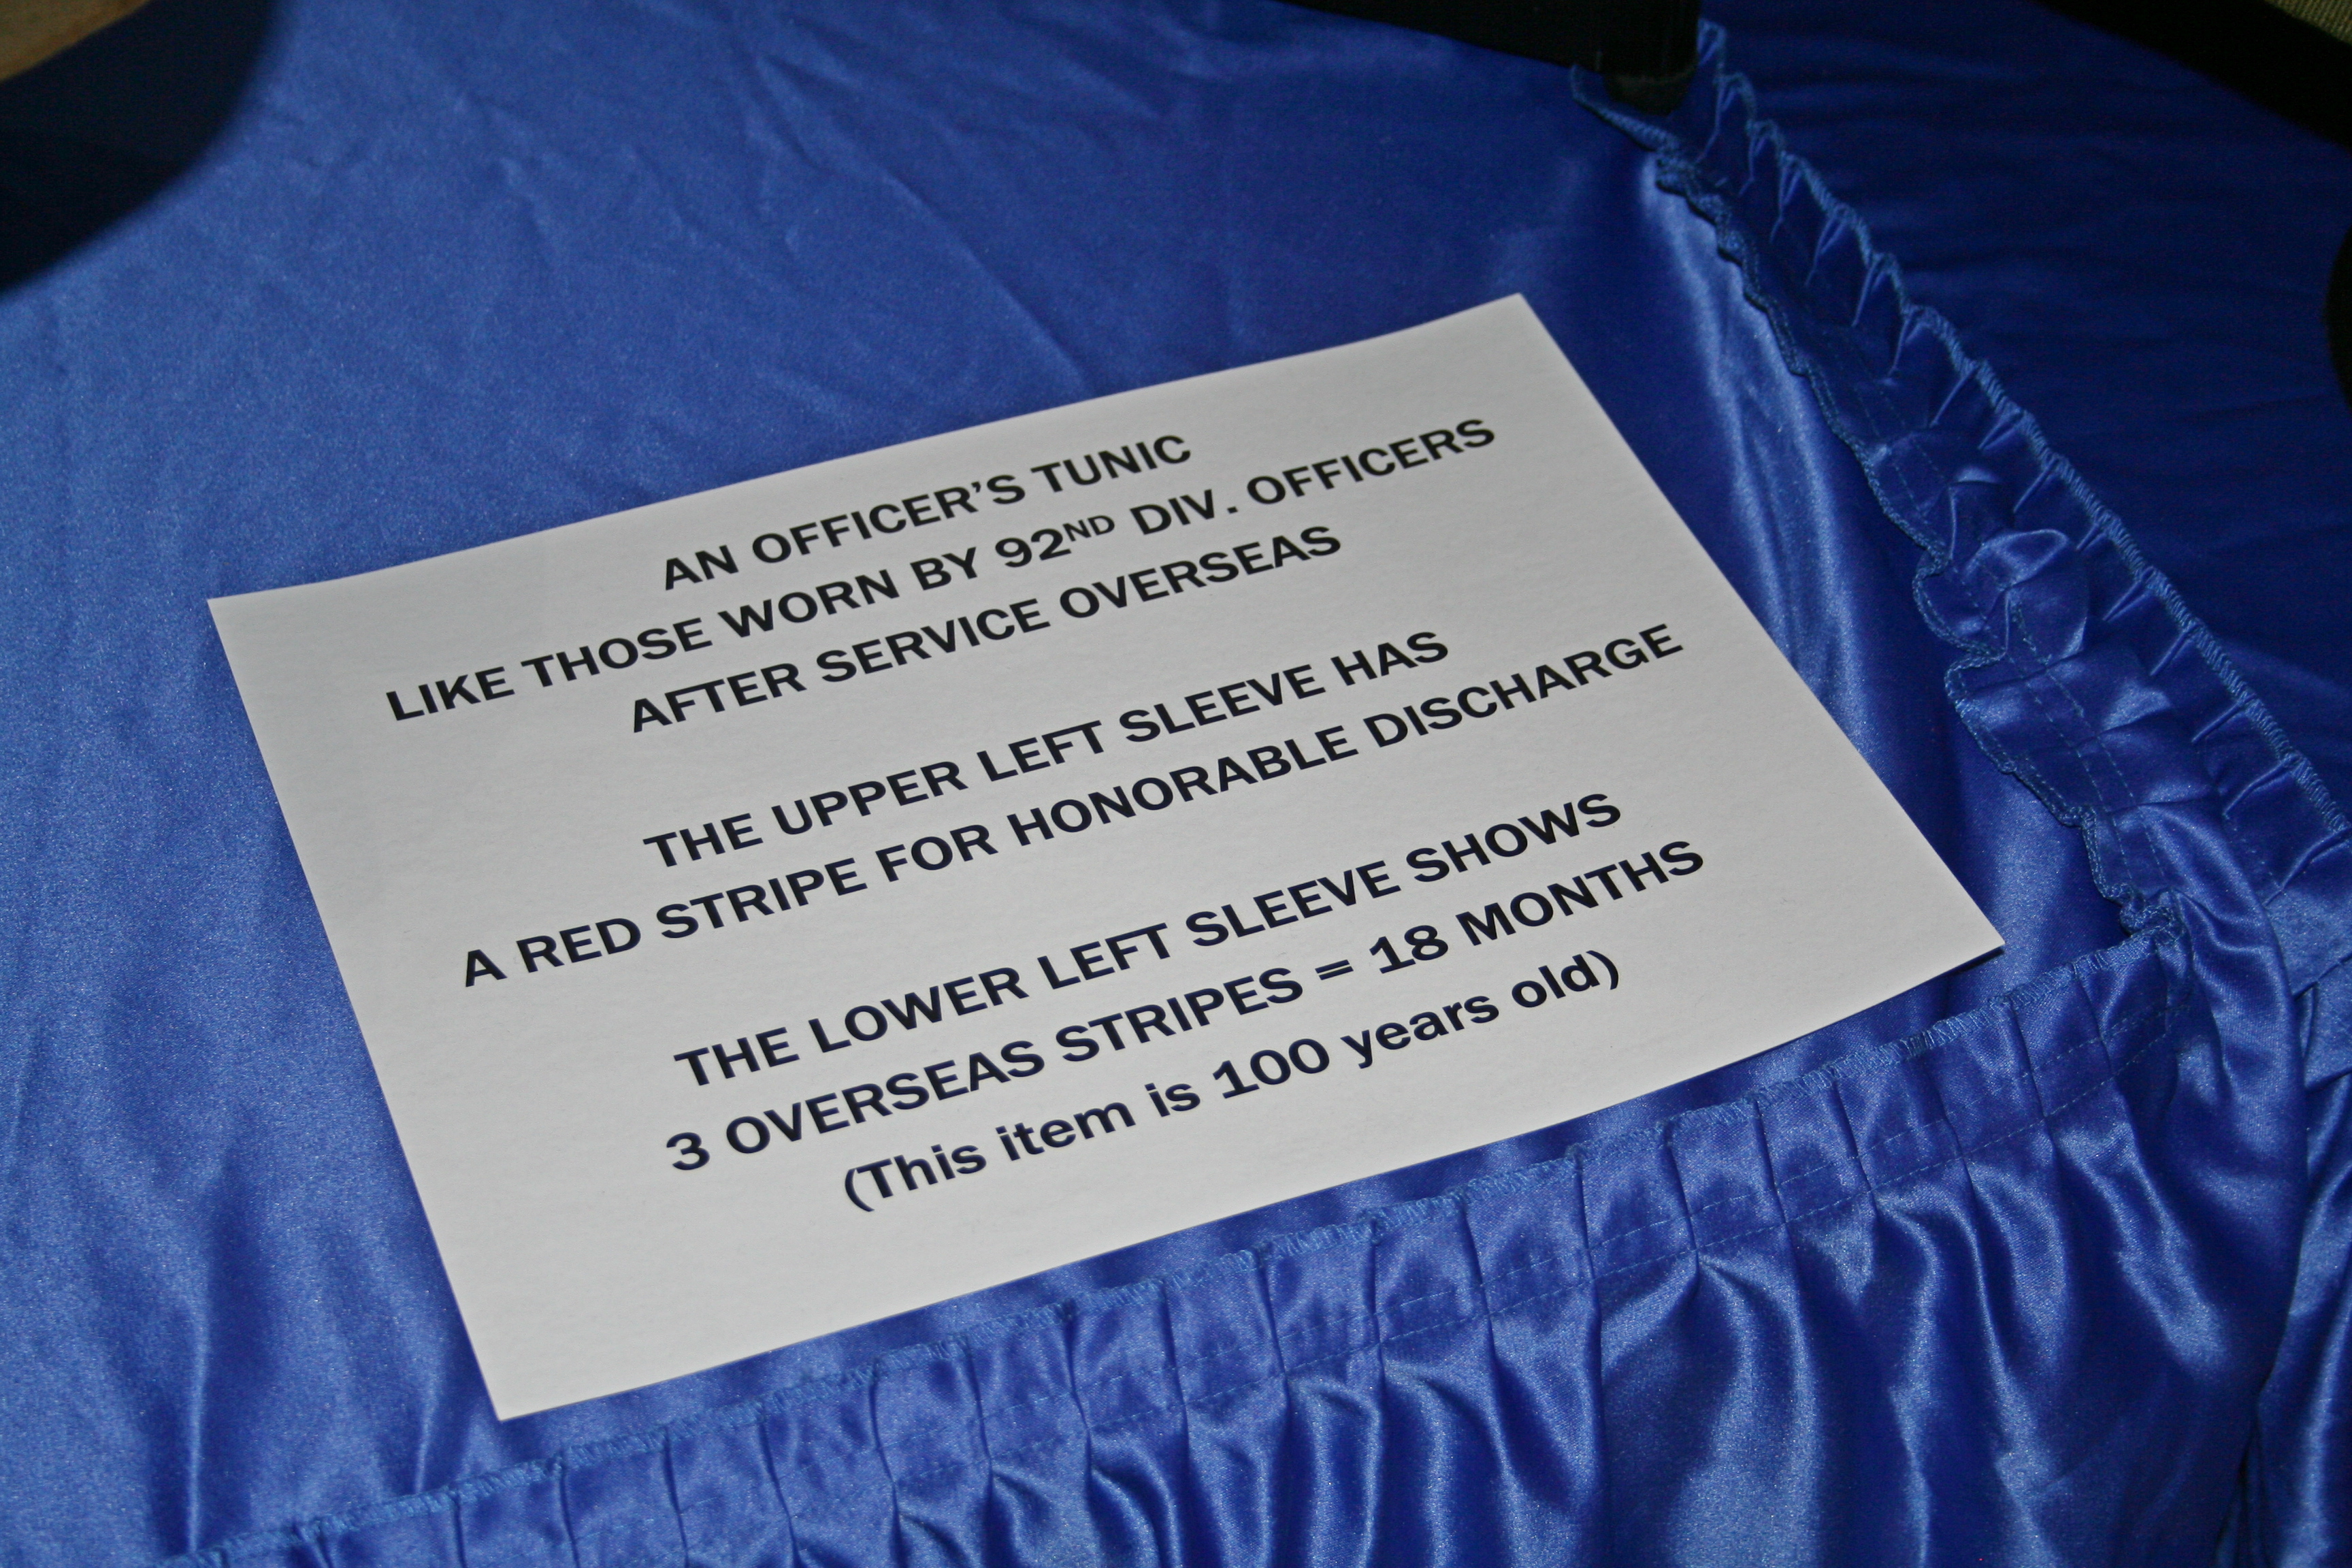 AN OFFICER'S TUNIC
LIKE THOSE WORN BY 92ND DIV. OFFICERS
AFTER SERVICE OVERSEAS
THE UPPER LEFT SLEEVE HAS
A RED STRIPE FOR HONORABLE DISCHARGE
THE LOWER LEFT SLEEVE SHOWS
3 OVERSEAS STRIPES = 18 MONTHS
(This item is 100 years old)